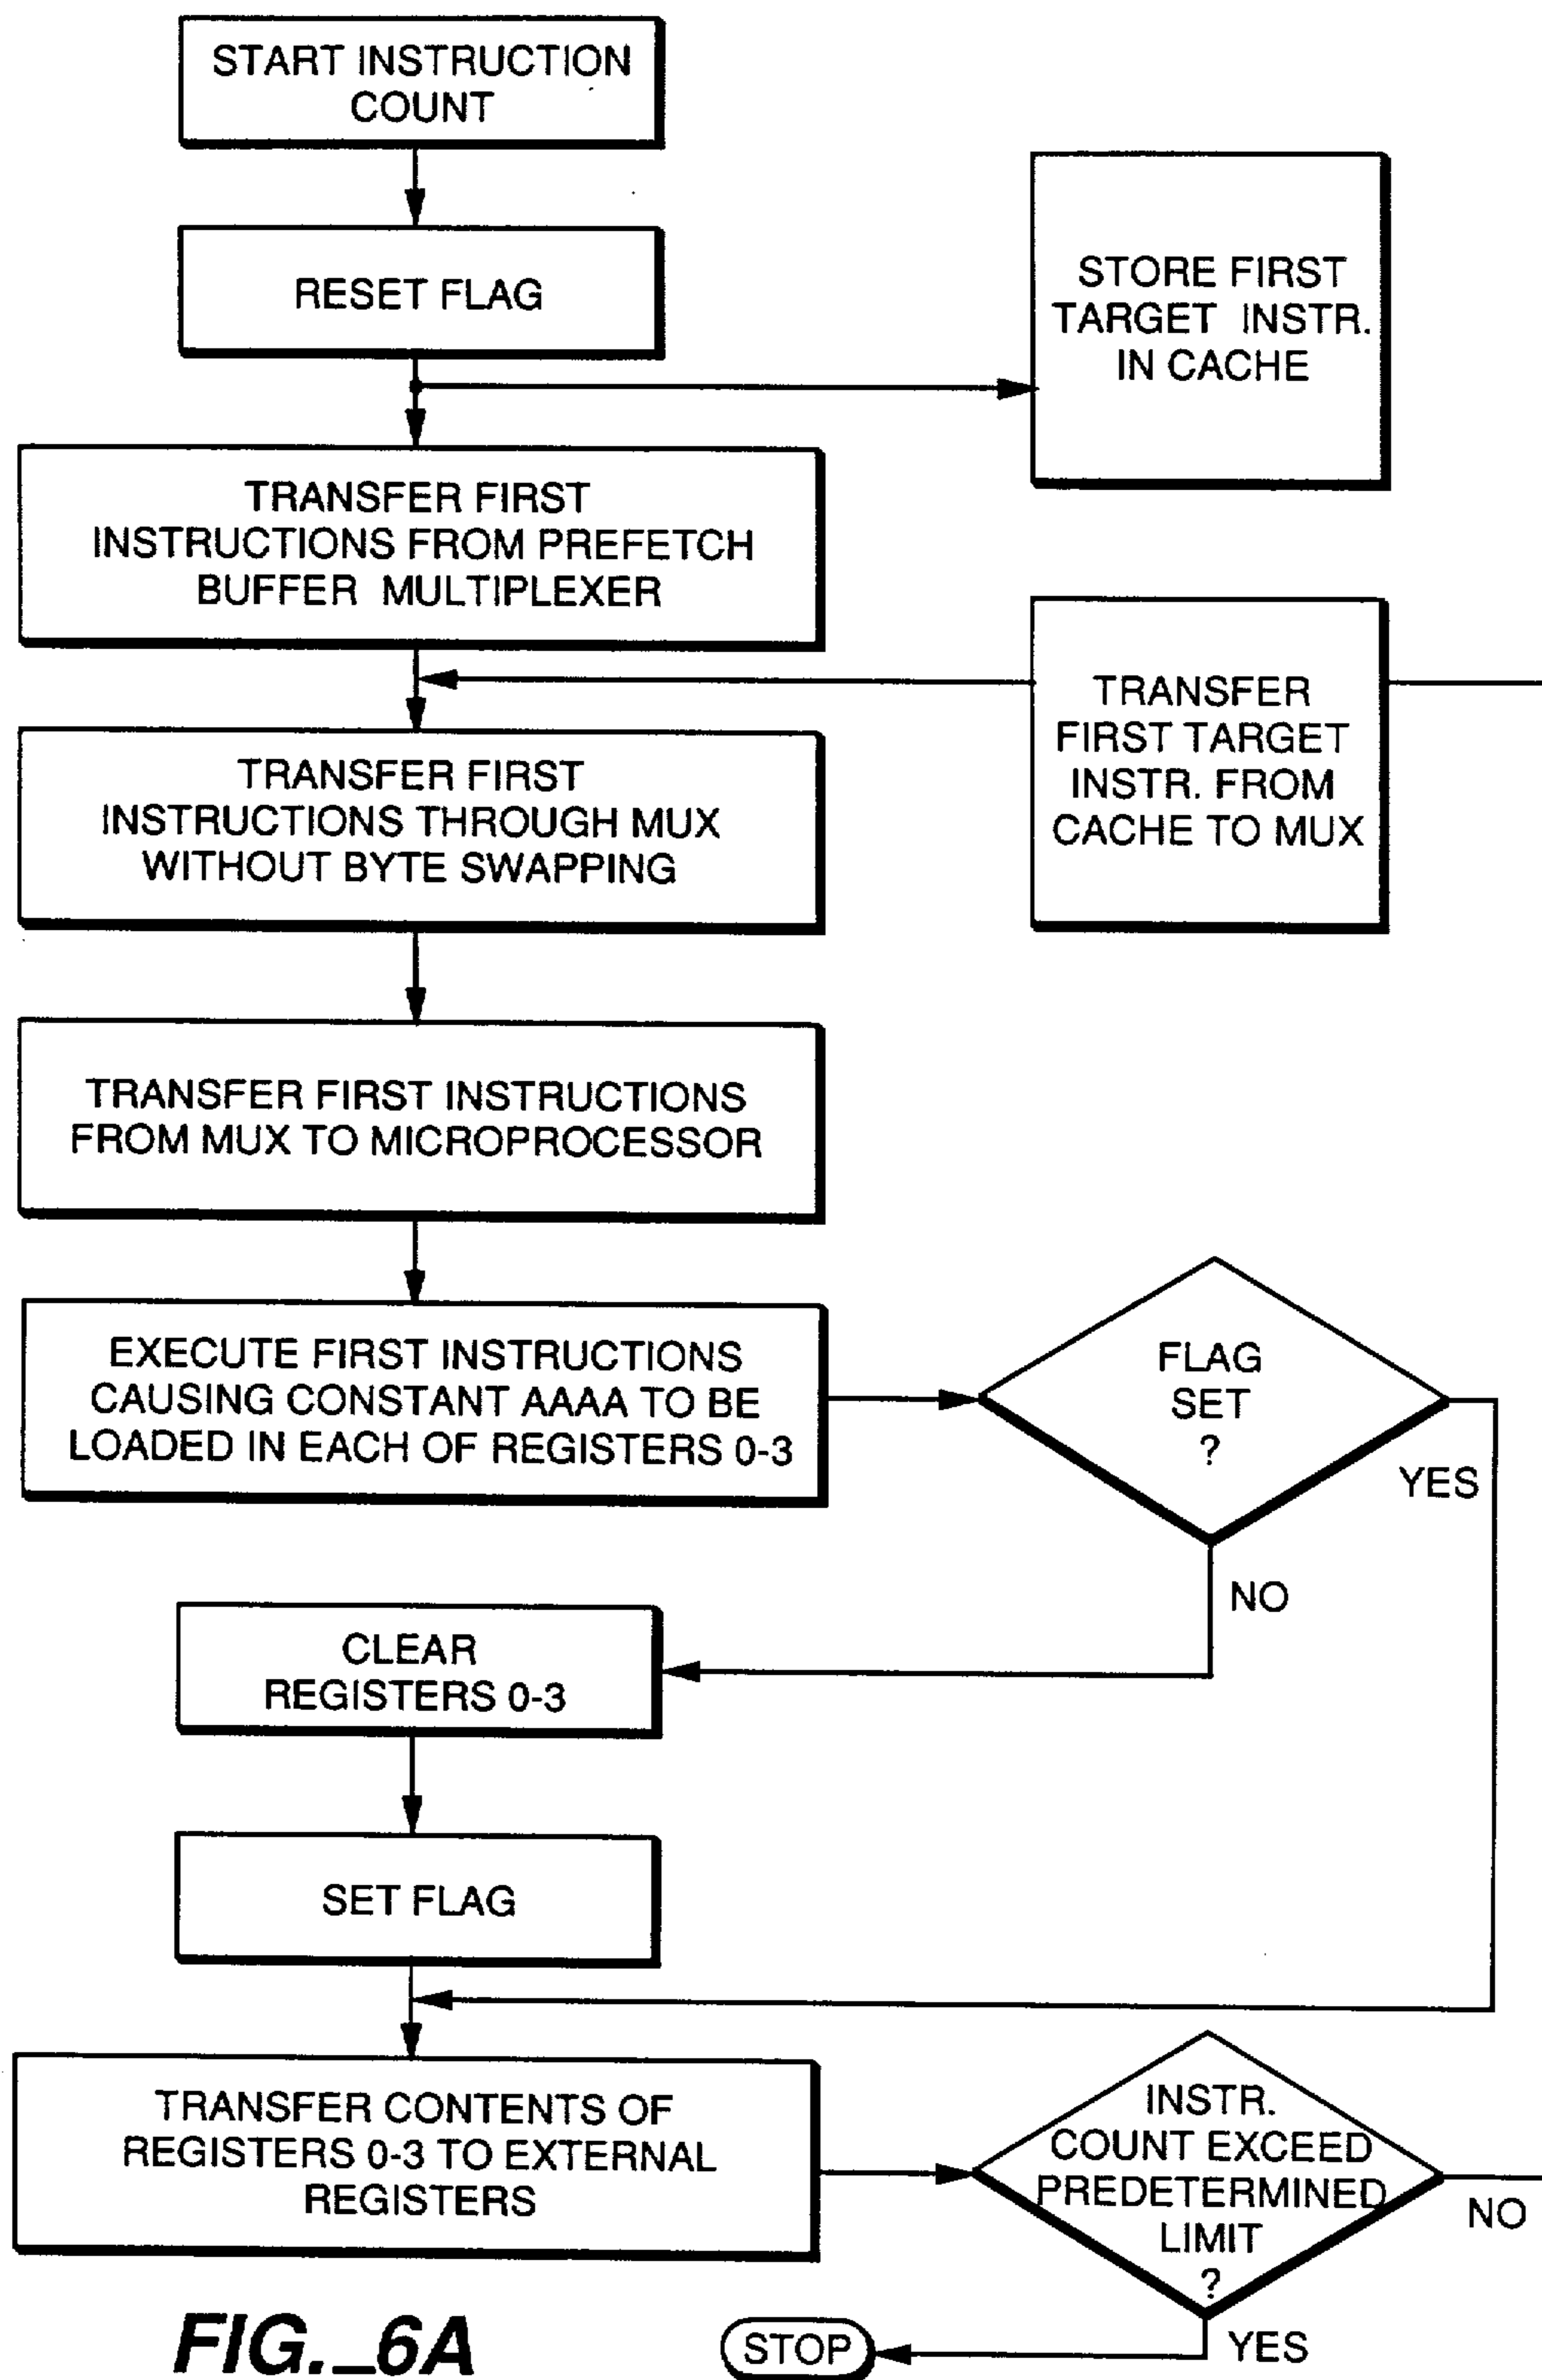 START INSTRUCTION
COUNT
RESET FLAG
STORE FIRST
TARGET INSTR.
IN CACHE
TRANSFER FIRST
INSTRUCTIONS FROM PREFETCH
BUFFER MULTIPLEXER
TRANSFER
FIRST TARGET
INSTR. FROM
CACHE TO MUX
TRANSFER FIRST
INSTRUCTIONS THROUGH MUX
WITHOUT BYTE SWAPPING
TRANSFER FIRST INSTRUCTIONS
FROM MUX TO MICROPROCESSOR
EXECUTE FIRST INSTRUCTIONS
CAUSING CONSTANT AAAA TO BE
LOADED IN EACH OF REGISTERS 0-3
FLAG
SET
?
YES
NO
CLEAR
REGISTERS 0-3
SET FLAG
TRANSFER CONTENTS OF
REGISTERS 0-3 TO EXTERNAL
REGISTERS
INSTR.
COUNT EXCEED
PREDETERMINED
LIMIT
?
NO
YES
STOP
FIG._6A